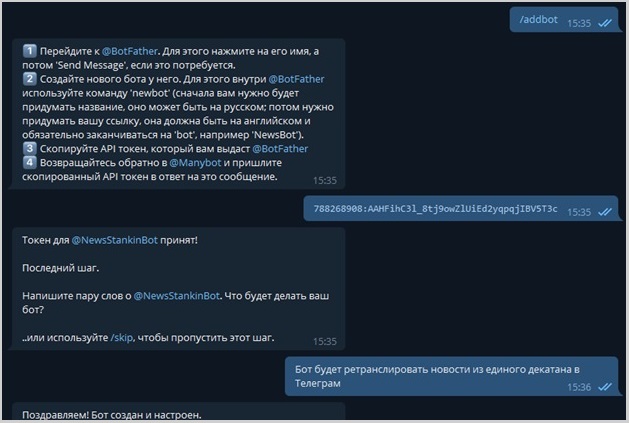 /addbot
15:35
1 Перейдите к @BotFather. Для этого нажмите на его имя, а
потом 'Send Message', если это потребуется.
2 Создайте нового бота у него. Для этого внутри @BotFather
используйте команду 'newbot' (сначала вам нужно будет
придумать название, оно может быть на русском; потом нужно
придумать вашу ссылку, она должна быть на английском и
обязательно заканчиваться на 'bot', например 'NewsBot').
3 Скопируйте API токен, который вам выдаст @BotFather
4 Возвращайтесь обратно в @Manybot и пришлите
скопированный API токен в ответ на это сообщение.
15:35
788268908:AAHFihC3l_8tj9owZlUiEd2yqpqjIBV5T3c
15:35
Токен для @NewsStankinBot принят!
Последний шаг.
Напишите пару слов о @NewsStankinBot. Что будет делать ваш
бот?
..или используйте /skip, чтобы пропустить этот шаг.
15:35
Бот будет ретранслировать новости из единого декатана в
Телеграм
15:36
Поздравляем! Бот создан и настроен.